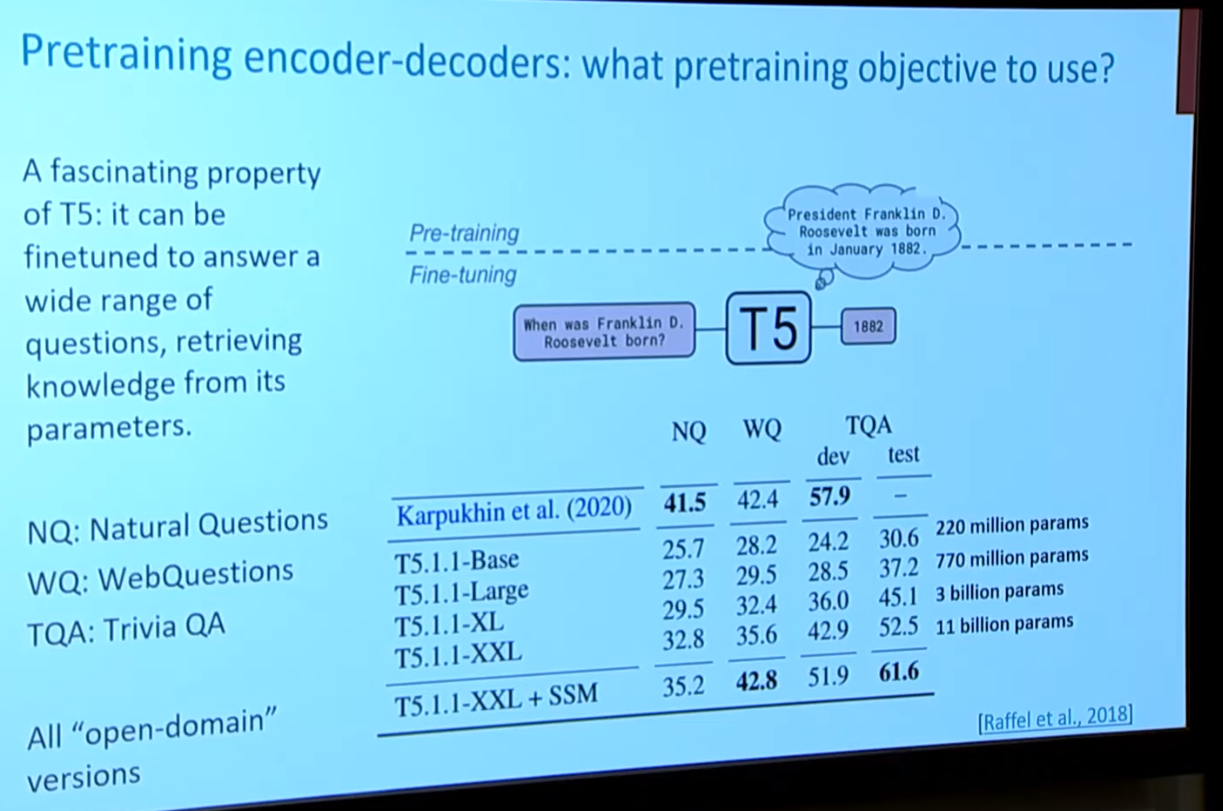 Pretraining encoder-decoders: what pretraining objective to use?
A fascinating property
of T5: it can be
finetuned to answer a
wide range of
questions, retrieving
knowledge from its
parameters.
NQ: Natural Questions
WQ: WebQuestions
TQA: Trivia QA
All “open-domain”
versions
Pre-training
Fine-tuning
President Franklin D.
Roosevelt was born
in January 1882.
When was Franklin D.
Roosevelt born?
T5
1882
NQ WQ TQA
dev test
Karpukhin et al. (2020) 41.5 42.4 57.9 –
T5.1.1-Base 25.7 28.2 24.2 30.6 220 million params
T5.1.1-Large 27.3 29.5 28.5 37.2 770 million params
T5.1.1-XL 29.5 32.4 36.0 45.1 3 billion params
T5.1.1-XXL 32.8 35.6 42.9 52.5 11 billion params
T5.1.1-XXL + SSM 35.2 42.8 51.9 61.6
[Raffel et al., 2018]